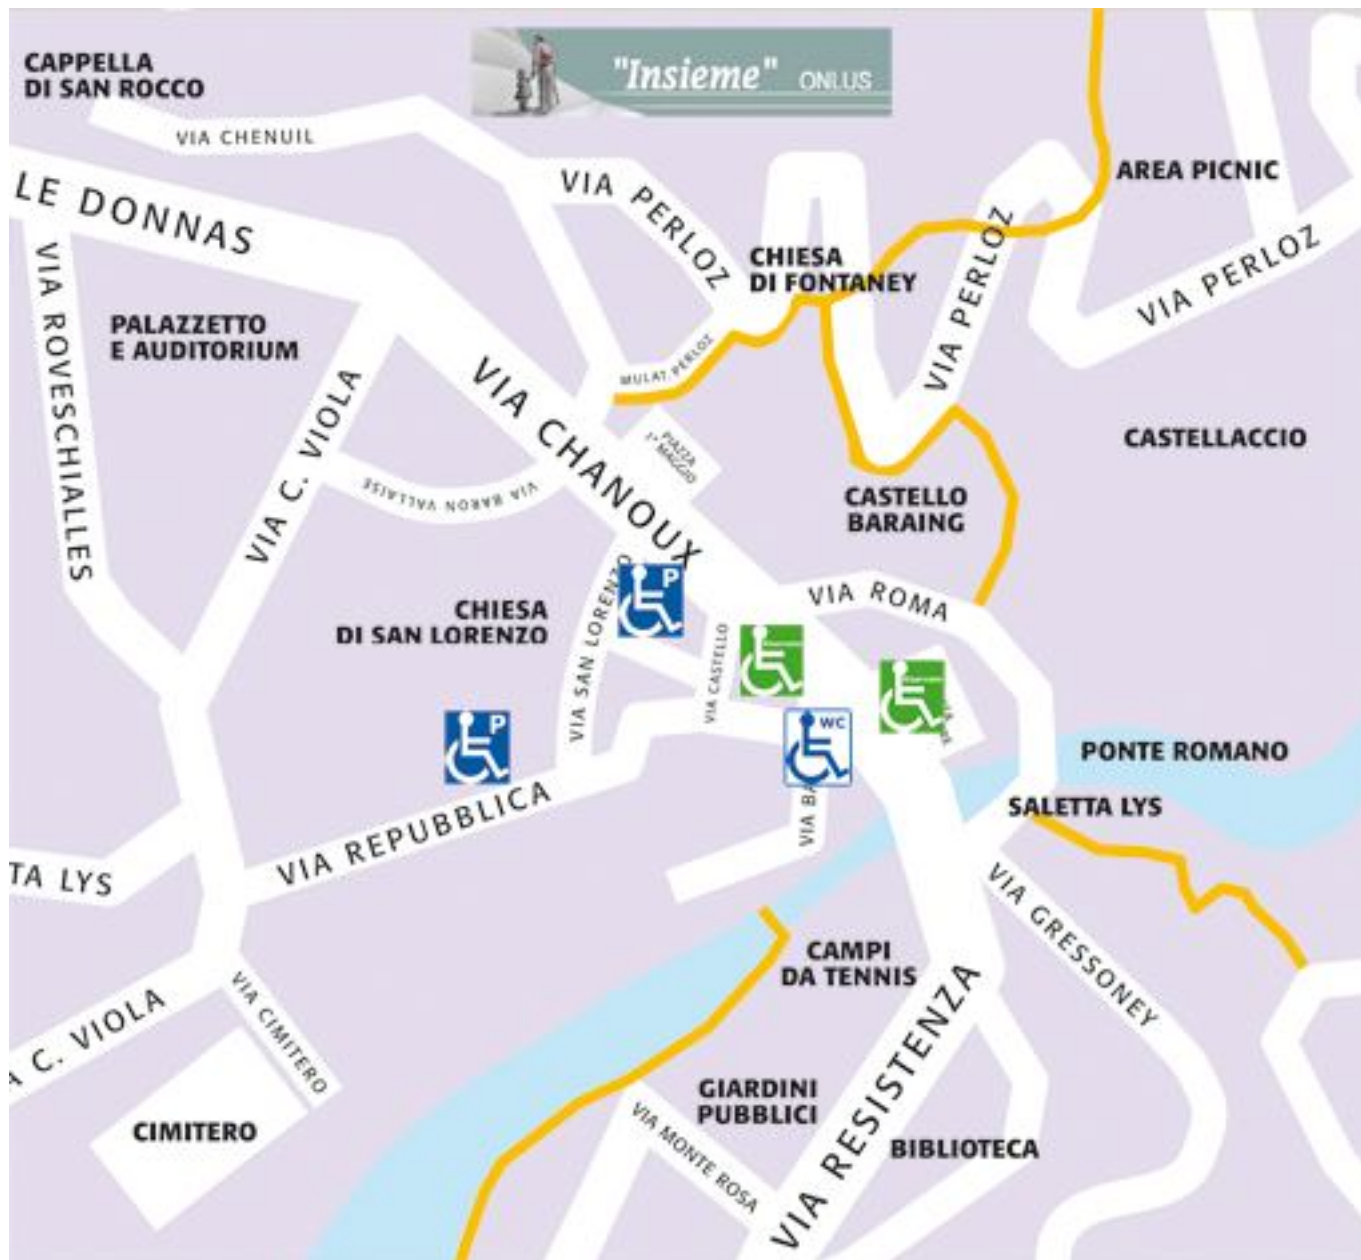 CAPPELLA
DI SAN ROCCO
"Insieme" ONLUS
VIA CHENUIL
LE DONNAS
VIA PERLOZ
AREA PICNIC
VIA ROVESCHIALLES
CHIESA
DI FONTANEY
VIA PERLOZ
VIA PERLOZ
PALAZZETTO
E AUDITORIUM
MULAT. PERLOZ
VIA C. VIOLA
VIA CHANOUX
PIAZZA
1° MAGGIO
CASTELLACCIO
VIA BARON VALLAISE
CASTELLO
BARAING
CHIESA
DI SAN LORENZO
VIA SAN LORENZO
P
VIA ROMA
VIA CASTELLO
P
WC
PONTE ROMANO
SALETTA LYS
VIA REPUBBLICA
VIA BA
TA LYS
VIA GRESSONEY
CAMPI
DA TENNIS
VIA CIMITERO
A C. VIOLA
VIA RESISTENZA
GIARDINI
PUBBLICI
CIMITERO
VIA MONTE ROSA
BIBLIOTECA